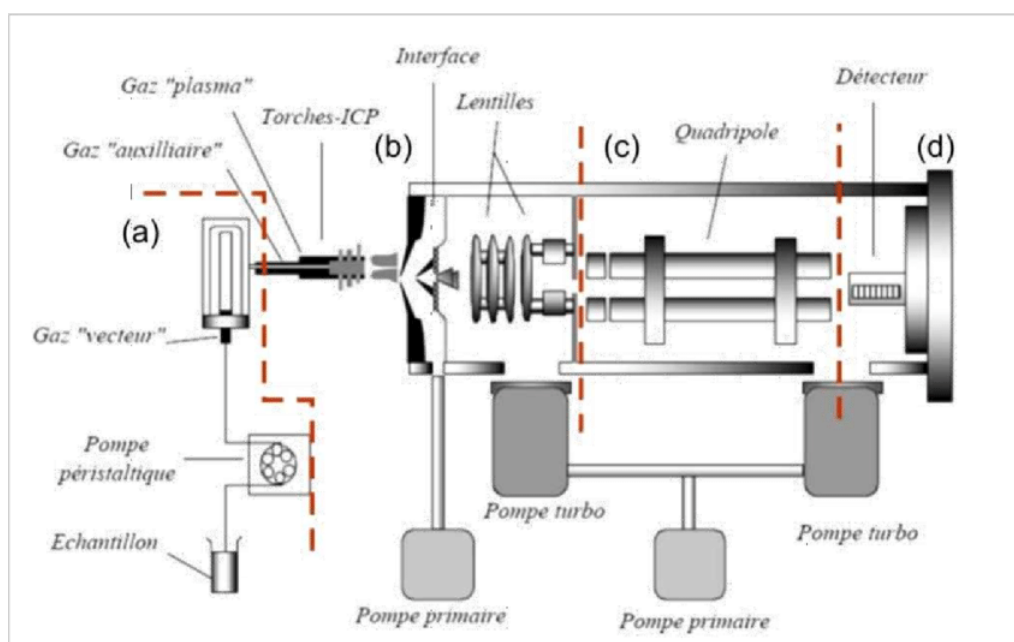 Interface
Gaz "plasma"
Lentilles
Détecteur
Torches-ICP
Quadripole
Gaz "auxilliaire"
(b)
(c)
(d)
(a)
Gaz "vecteur"
Pompe
péristaltique
Pompe turbo
Pompe turbo
Echantillon
Pompe primaire
Pompe primaire